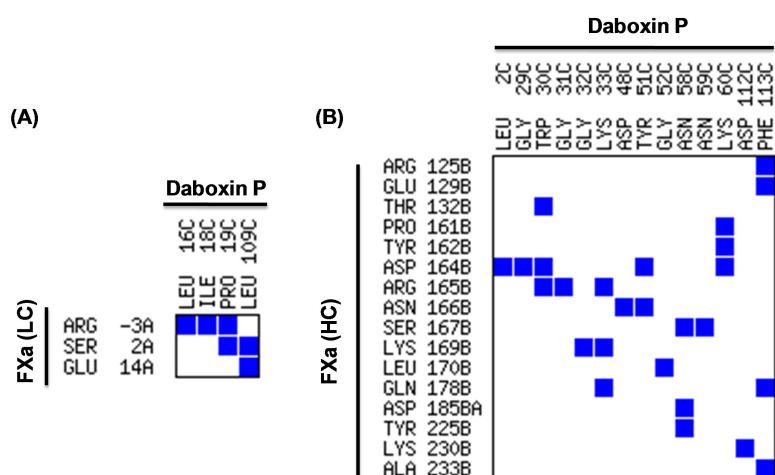 Daboxin P
(A)
(B)
LEU 2C
GLY 29C
TRP 30C
GLY 31C
GLY 32C
LYS 33C
ASP 48C
TYR 51C
GLY 52C
ASN 58C
ASN 59C
LYS 60C
ASP 112C
PHE 113C
Daboxin P
LEU 16C
ILE 18C
PRO 19C
LEU 109C
FXa (LC)
ARG -3A
SER 2A
GLU 14A
FXa (HC)
ARG 125B
GLU 129B
THR 132B
PRO 161B
TYR 162B
ASP 164B
ARG 165B
ASN 166B
SER 167B
LYS 169B
LEU 170B
GLN 178B
ASP 185BA
TYR 225B
LYS 230B
ALA 233B